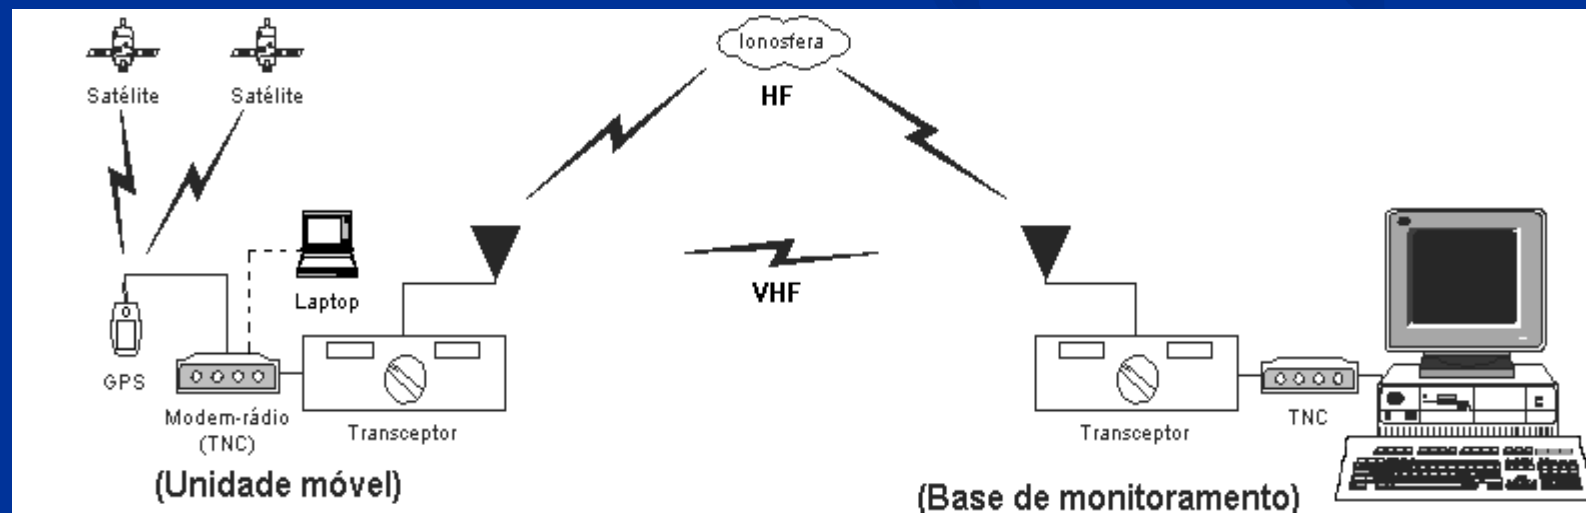 Ionosfera
HF
Satélite
Satélite
VHF
Laptop
GPS
Modem-rádio
(TNC)
Transceptor
(Unidade móvel)
Transceptor
TNC
(Base de monitoramento)